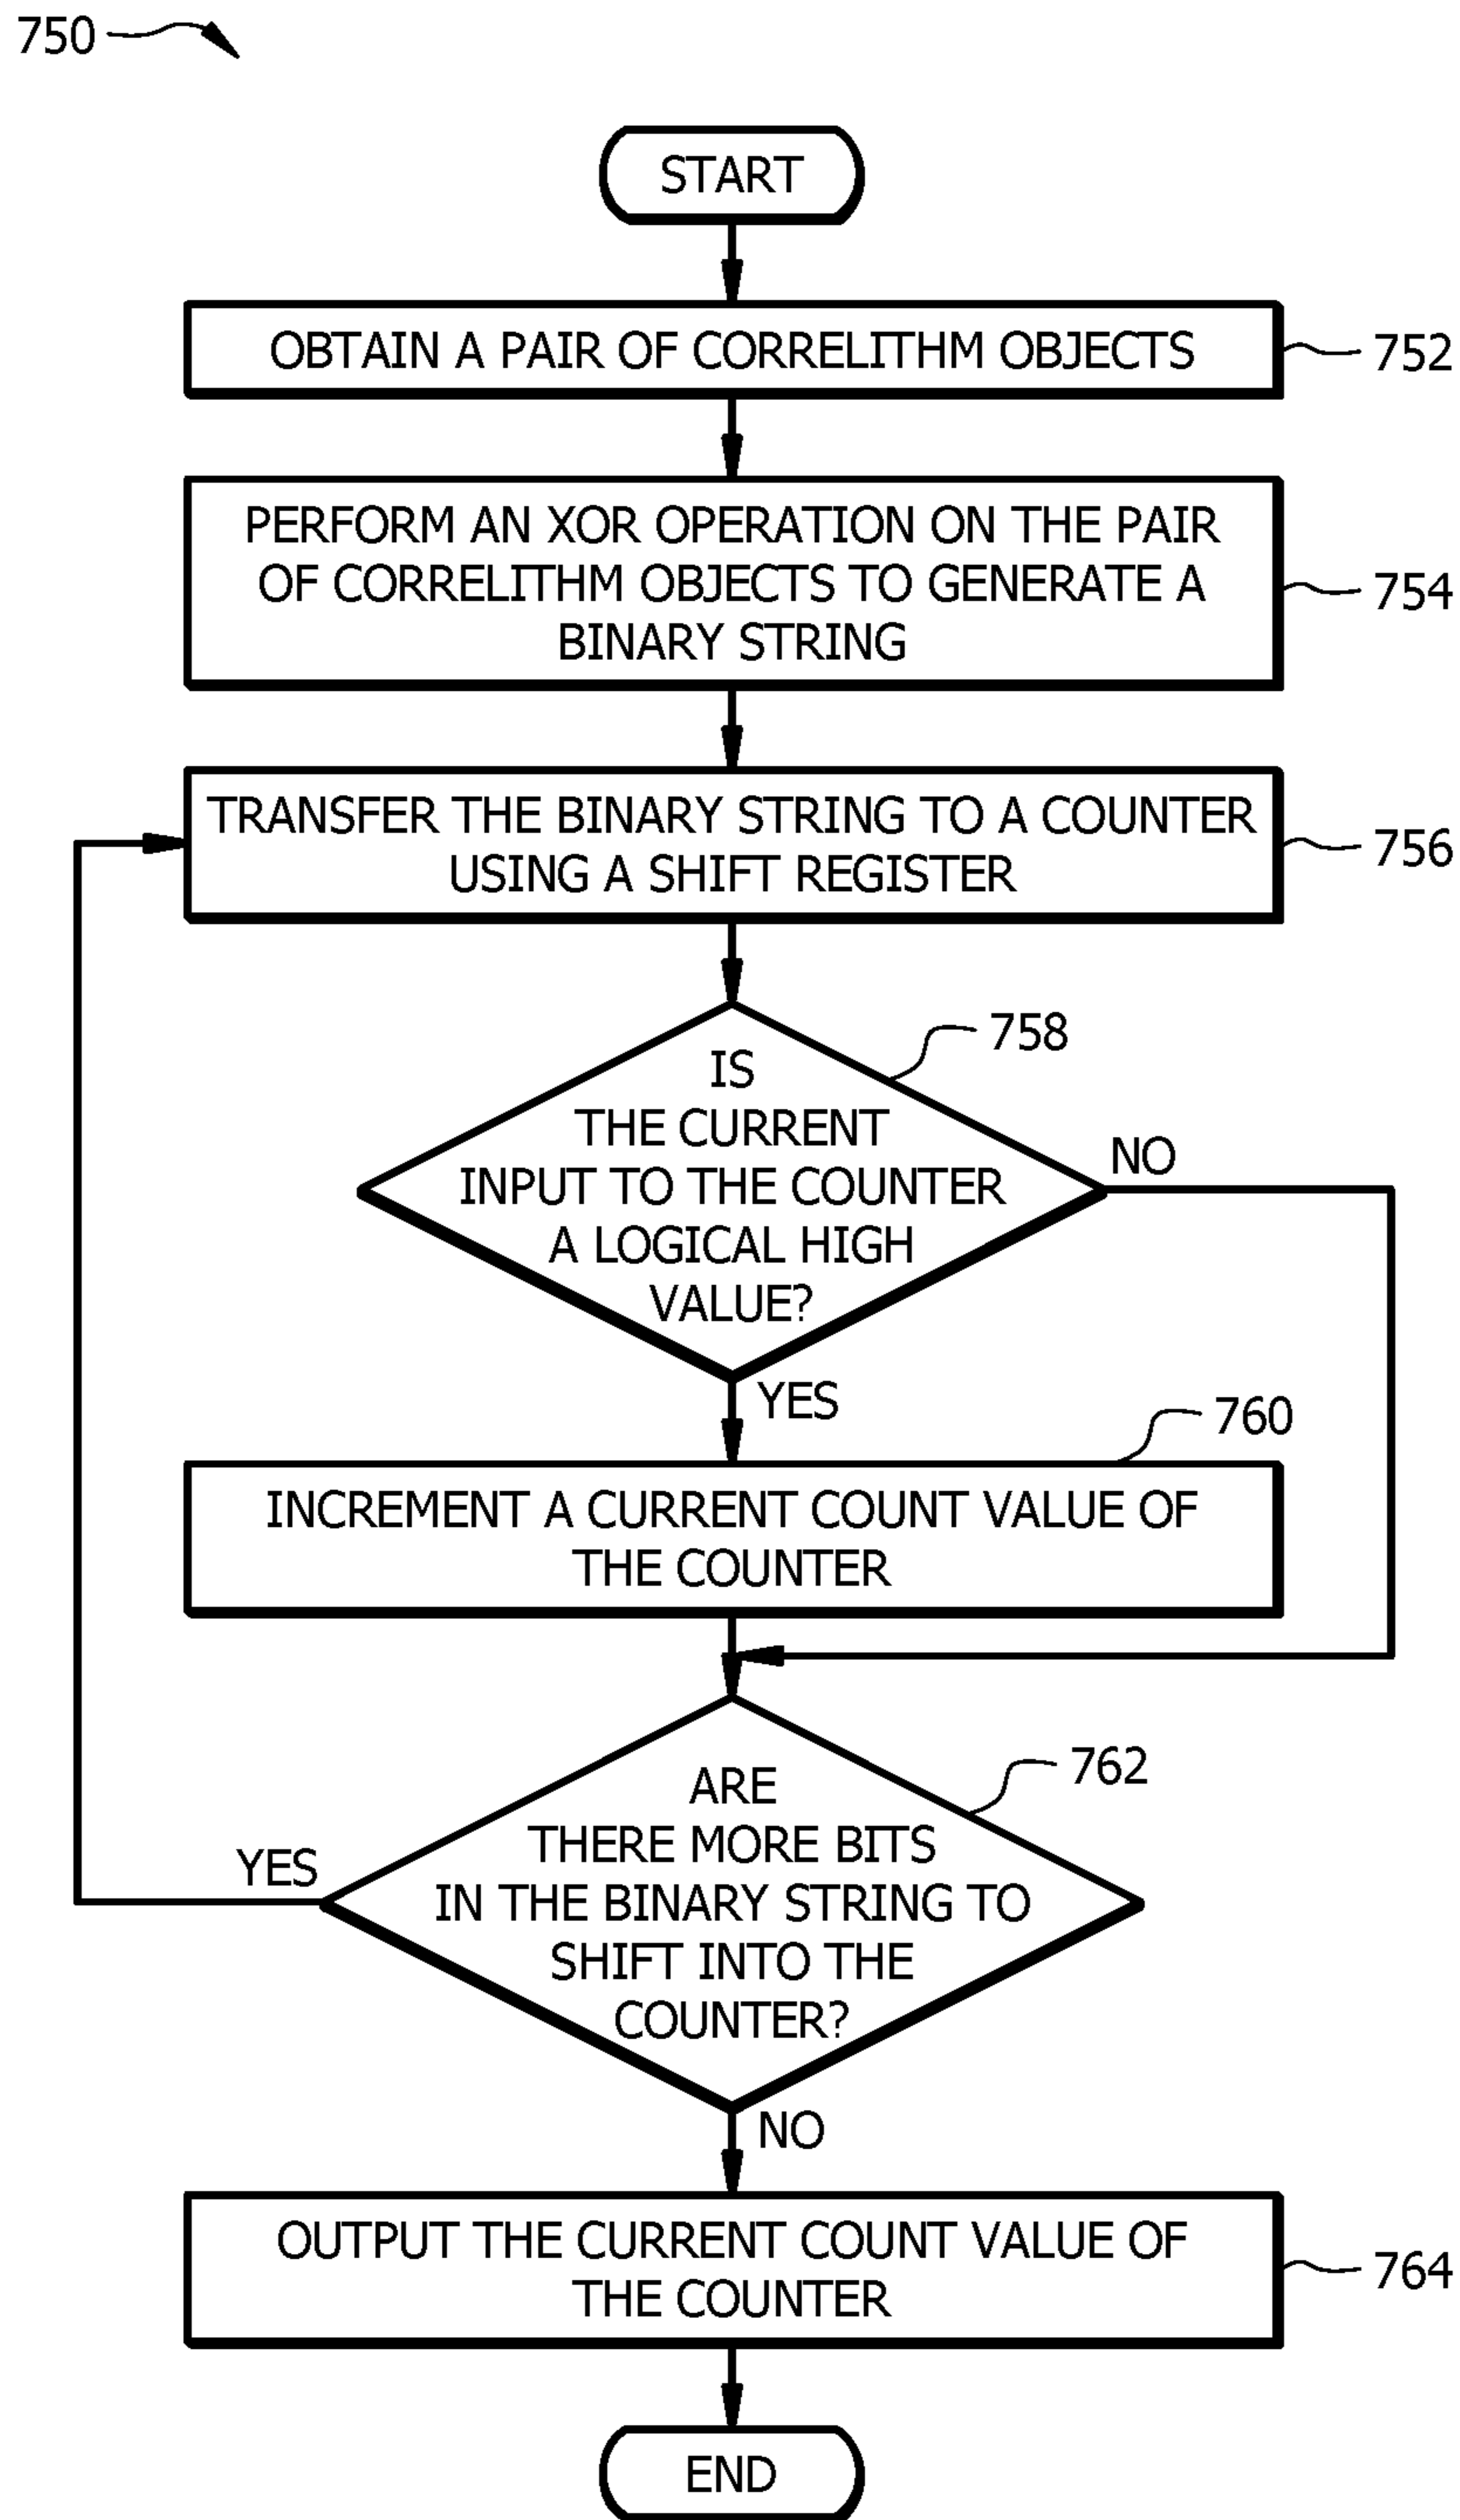 750
START
OBTAIN A PAIR OF CORRELITHM OBJECTS
752
PERFORM AN XOR OPERATION ON THE PAIR
OF CORRELITHM OBJECTS TO GENERATE A
BINARY STRING
754
TRANSFER THE BINARY STRING TO A COUNTER
USING A SHIFT REGISTER
756
758
IS
THE CURRENT
INPUT TO THE COUNTER
A LOGICAL HIGH
VALUE?
NO
YES
760
INCREMENT A CURRENT COUNT VALUE OF
THE COUNTER
762
ARE
THERE MORE BITS
IN THE BINARY STRING TO
SHIFT INTO THE
COUNTER?
YES
NO
OUTPUT THE CURRENT COUNT VALUE OF
THE COUNTER
764
END